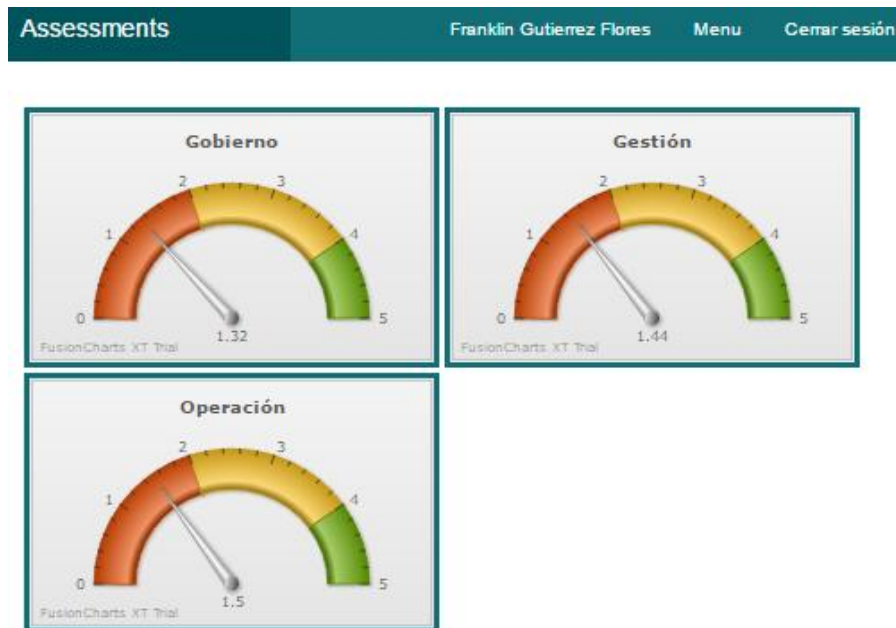 Assessments Franklin Gutierrez Flores Menu Cerrar sesión
Gobierno
2 3
1 4
0 5
1.32
FusionCharts XT Trial
Gestión
2 3
1 4
0 5
1.44
FusionCharts XT Trial
Operación
2 3
1 4
0 5
1.5
FusionCharts XT Trial